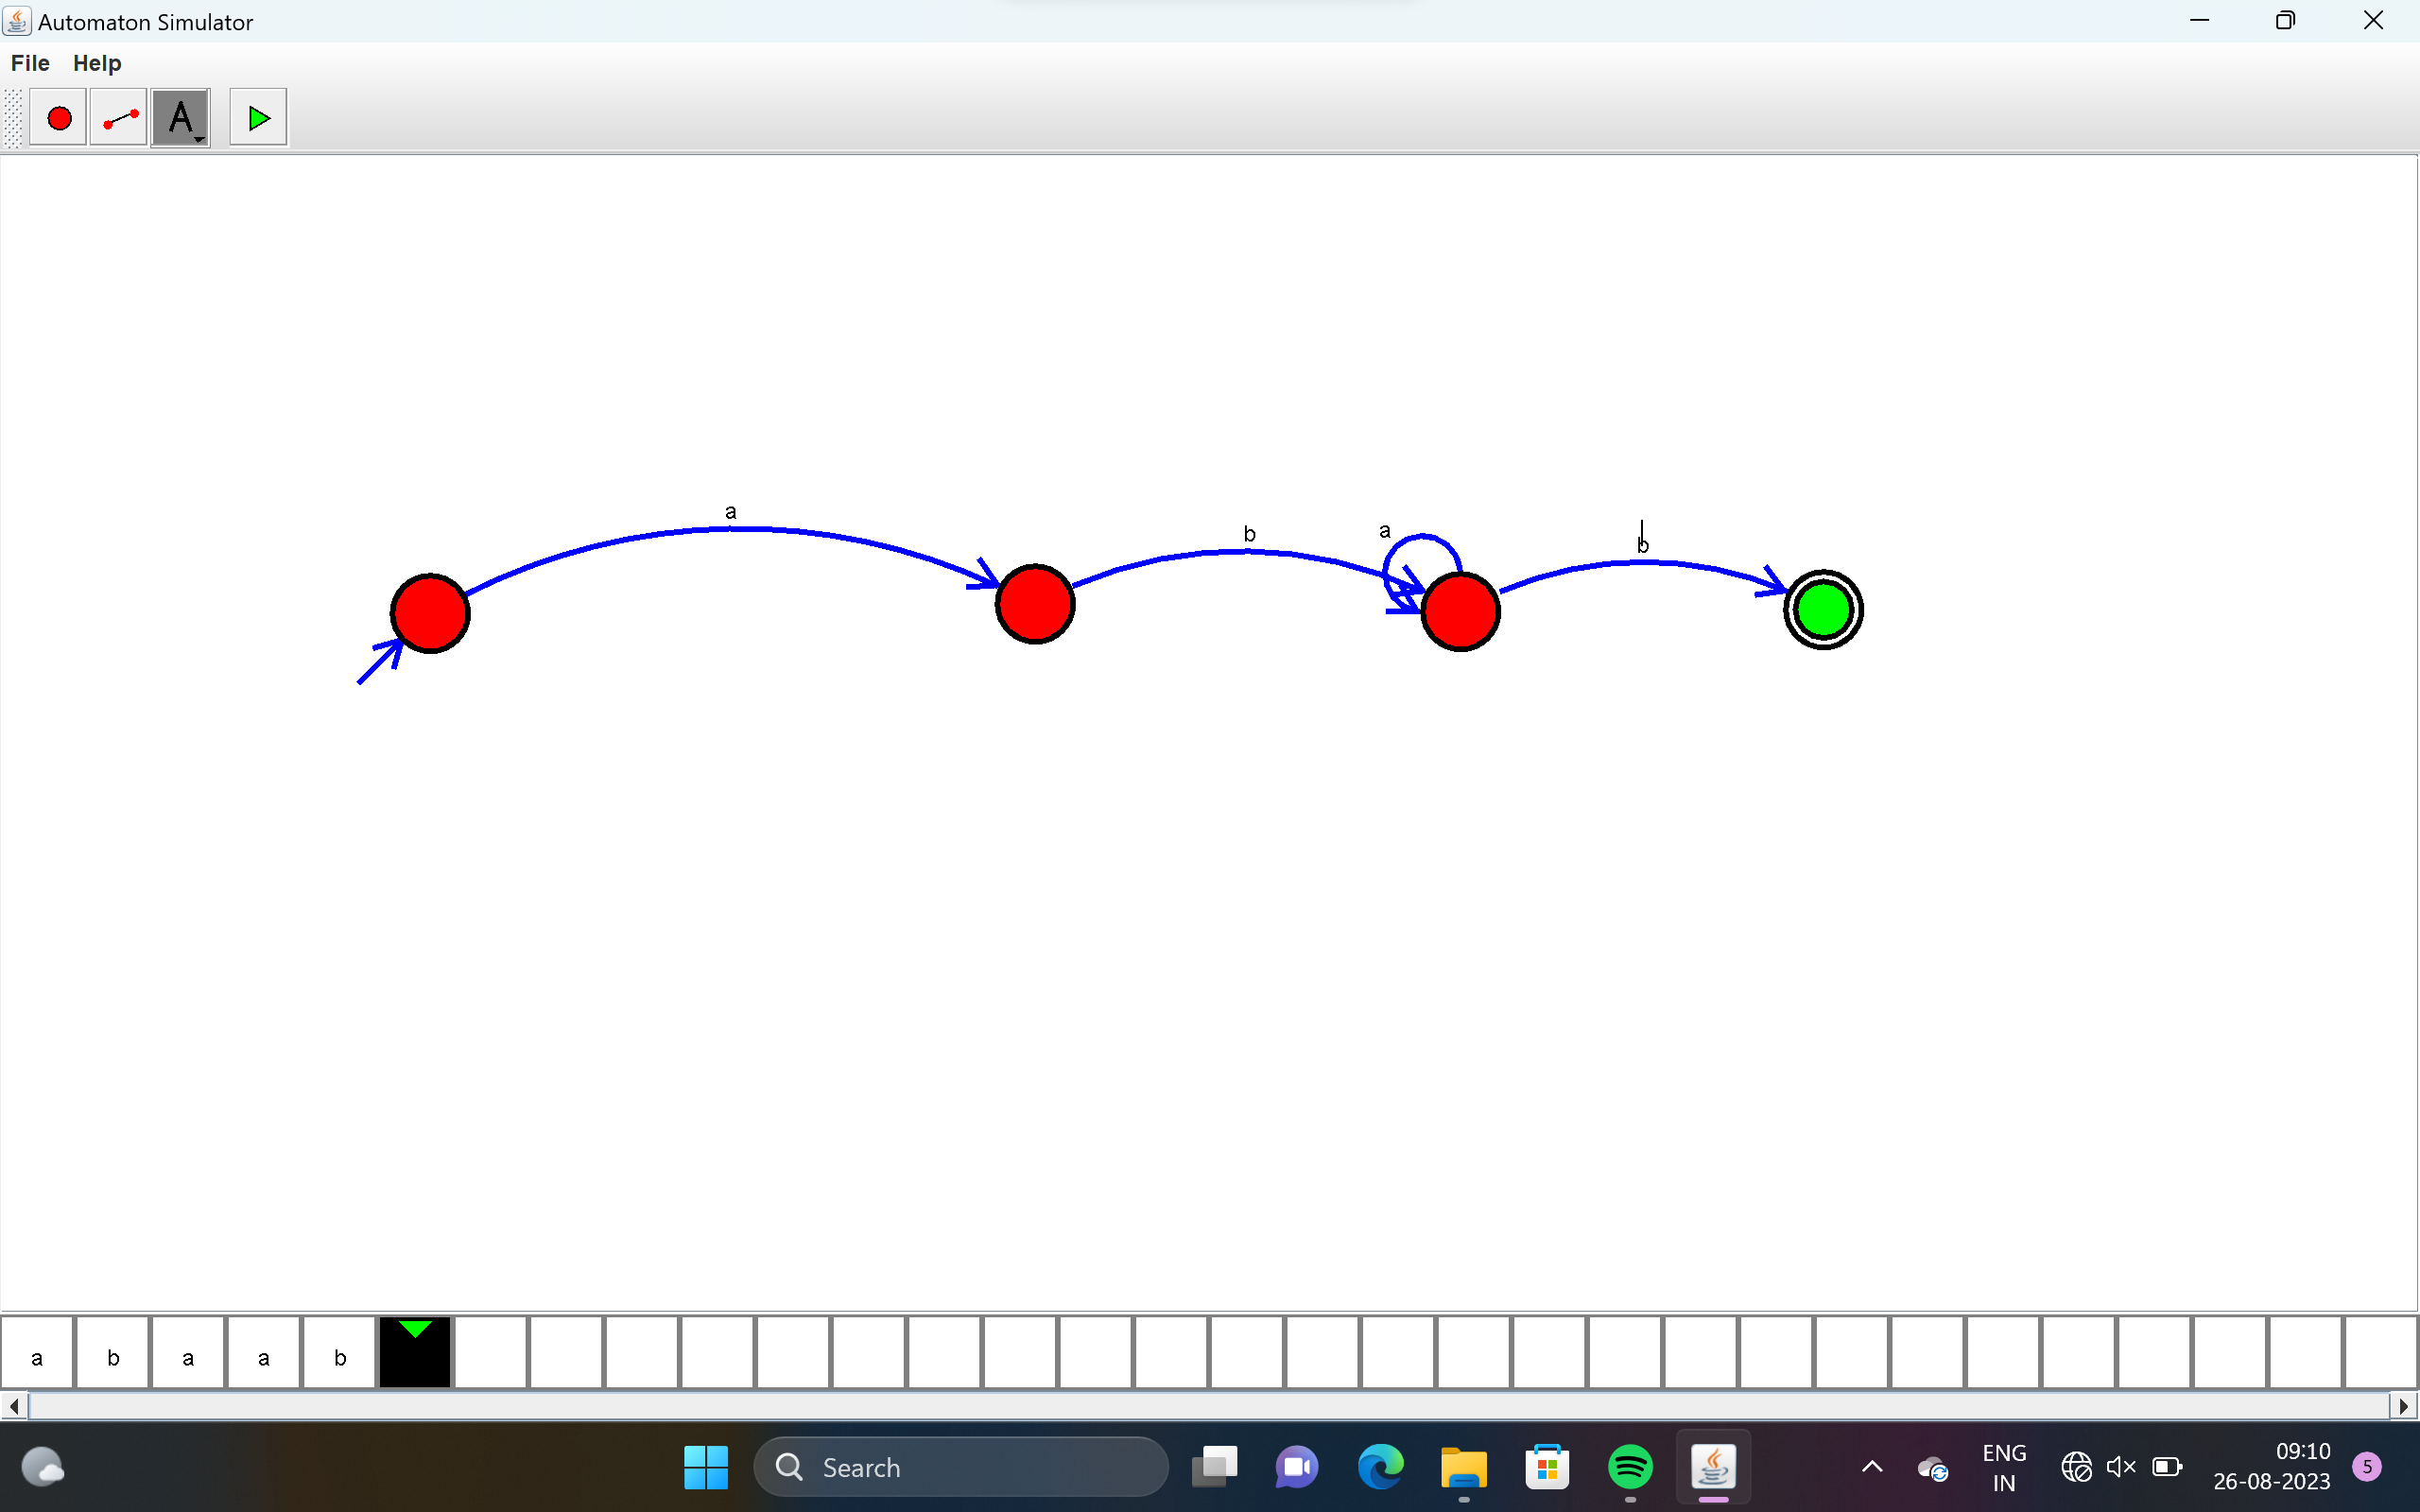 Automaton Simulator
File Help
A
a
b
a
b
a b a a b
Search
ENG
IN
09:10
26-08-2023
5